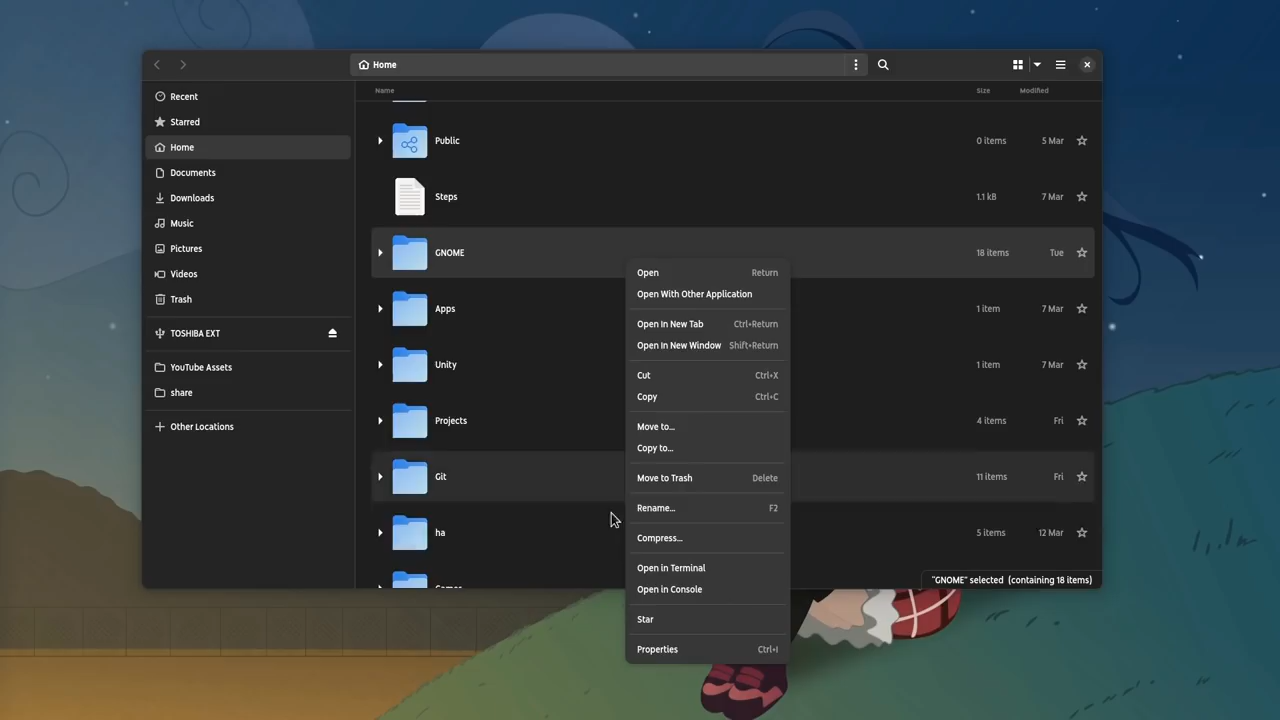 Home
Name
Size
Modified
Recent
Starred
Home
Documents
Downloads
Music
Pictures
Videos
Trash
TOSHIBA EXT
YouTube Assets
share
Other Locations
Public
0 items
5 Mar
Steps
1.1 kB
7 Mar
GNOME
18 items
Tue
Apps
1 item
7 Mar
Unity
1 item
7 Mar
Projects
4 items
Fri
Git
11 items
Fri
ha
5 items
12 Mar
Open Return
Open With Other Application
Open In New Tab Ctrl+Return
Open In New Window Shift+Return
Cut Ctrl+X
Copy Ctrl+C
Move to...
Copy to...
Move to Trash Delete
Rename... F2
Compress...
Open in Terminal
Open in Console
Star
Properties Ctrl+I
"GNOME" selected (containing 18 items)